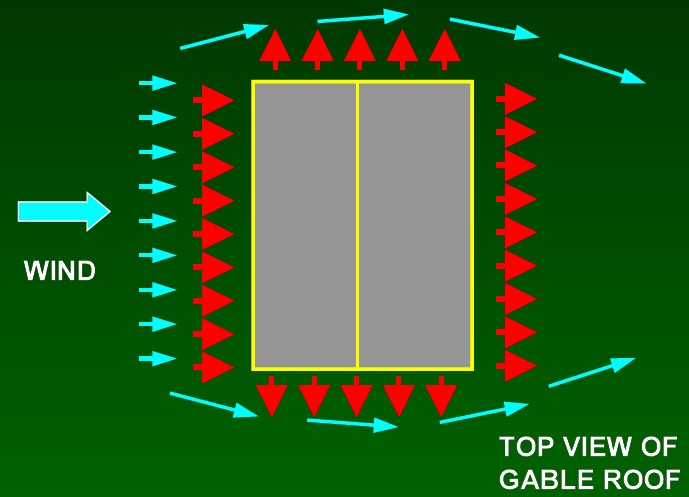 WIND
TOP VIEW OF
GABLE ROOF